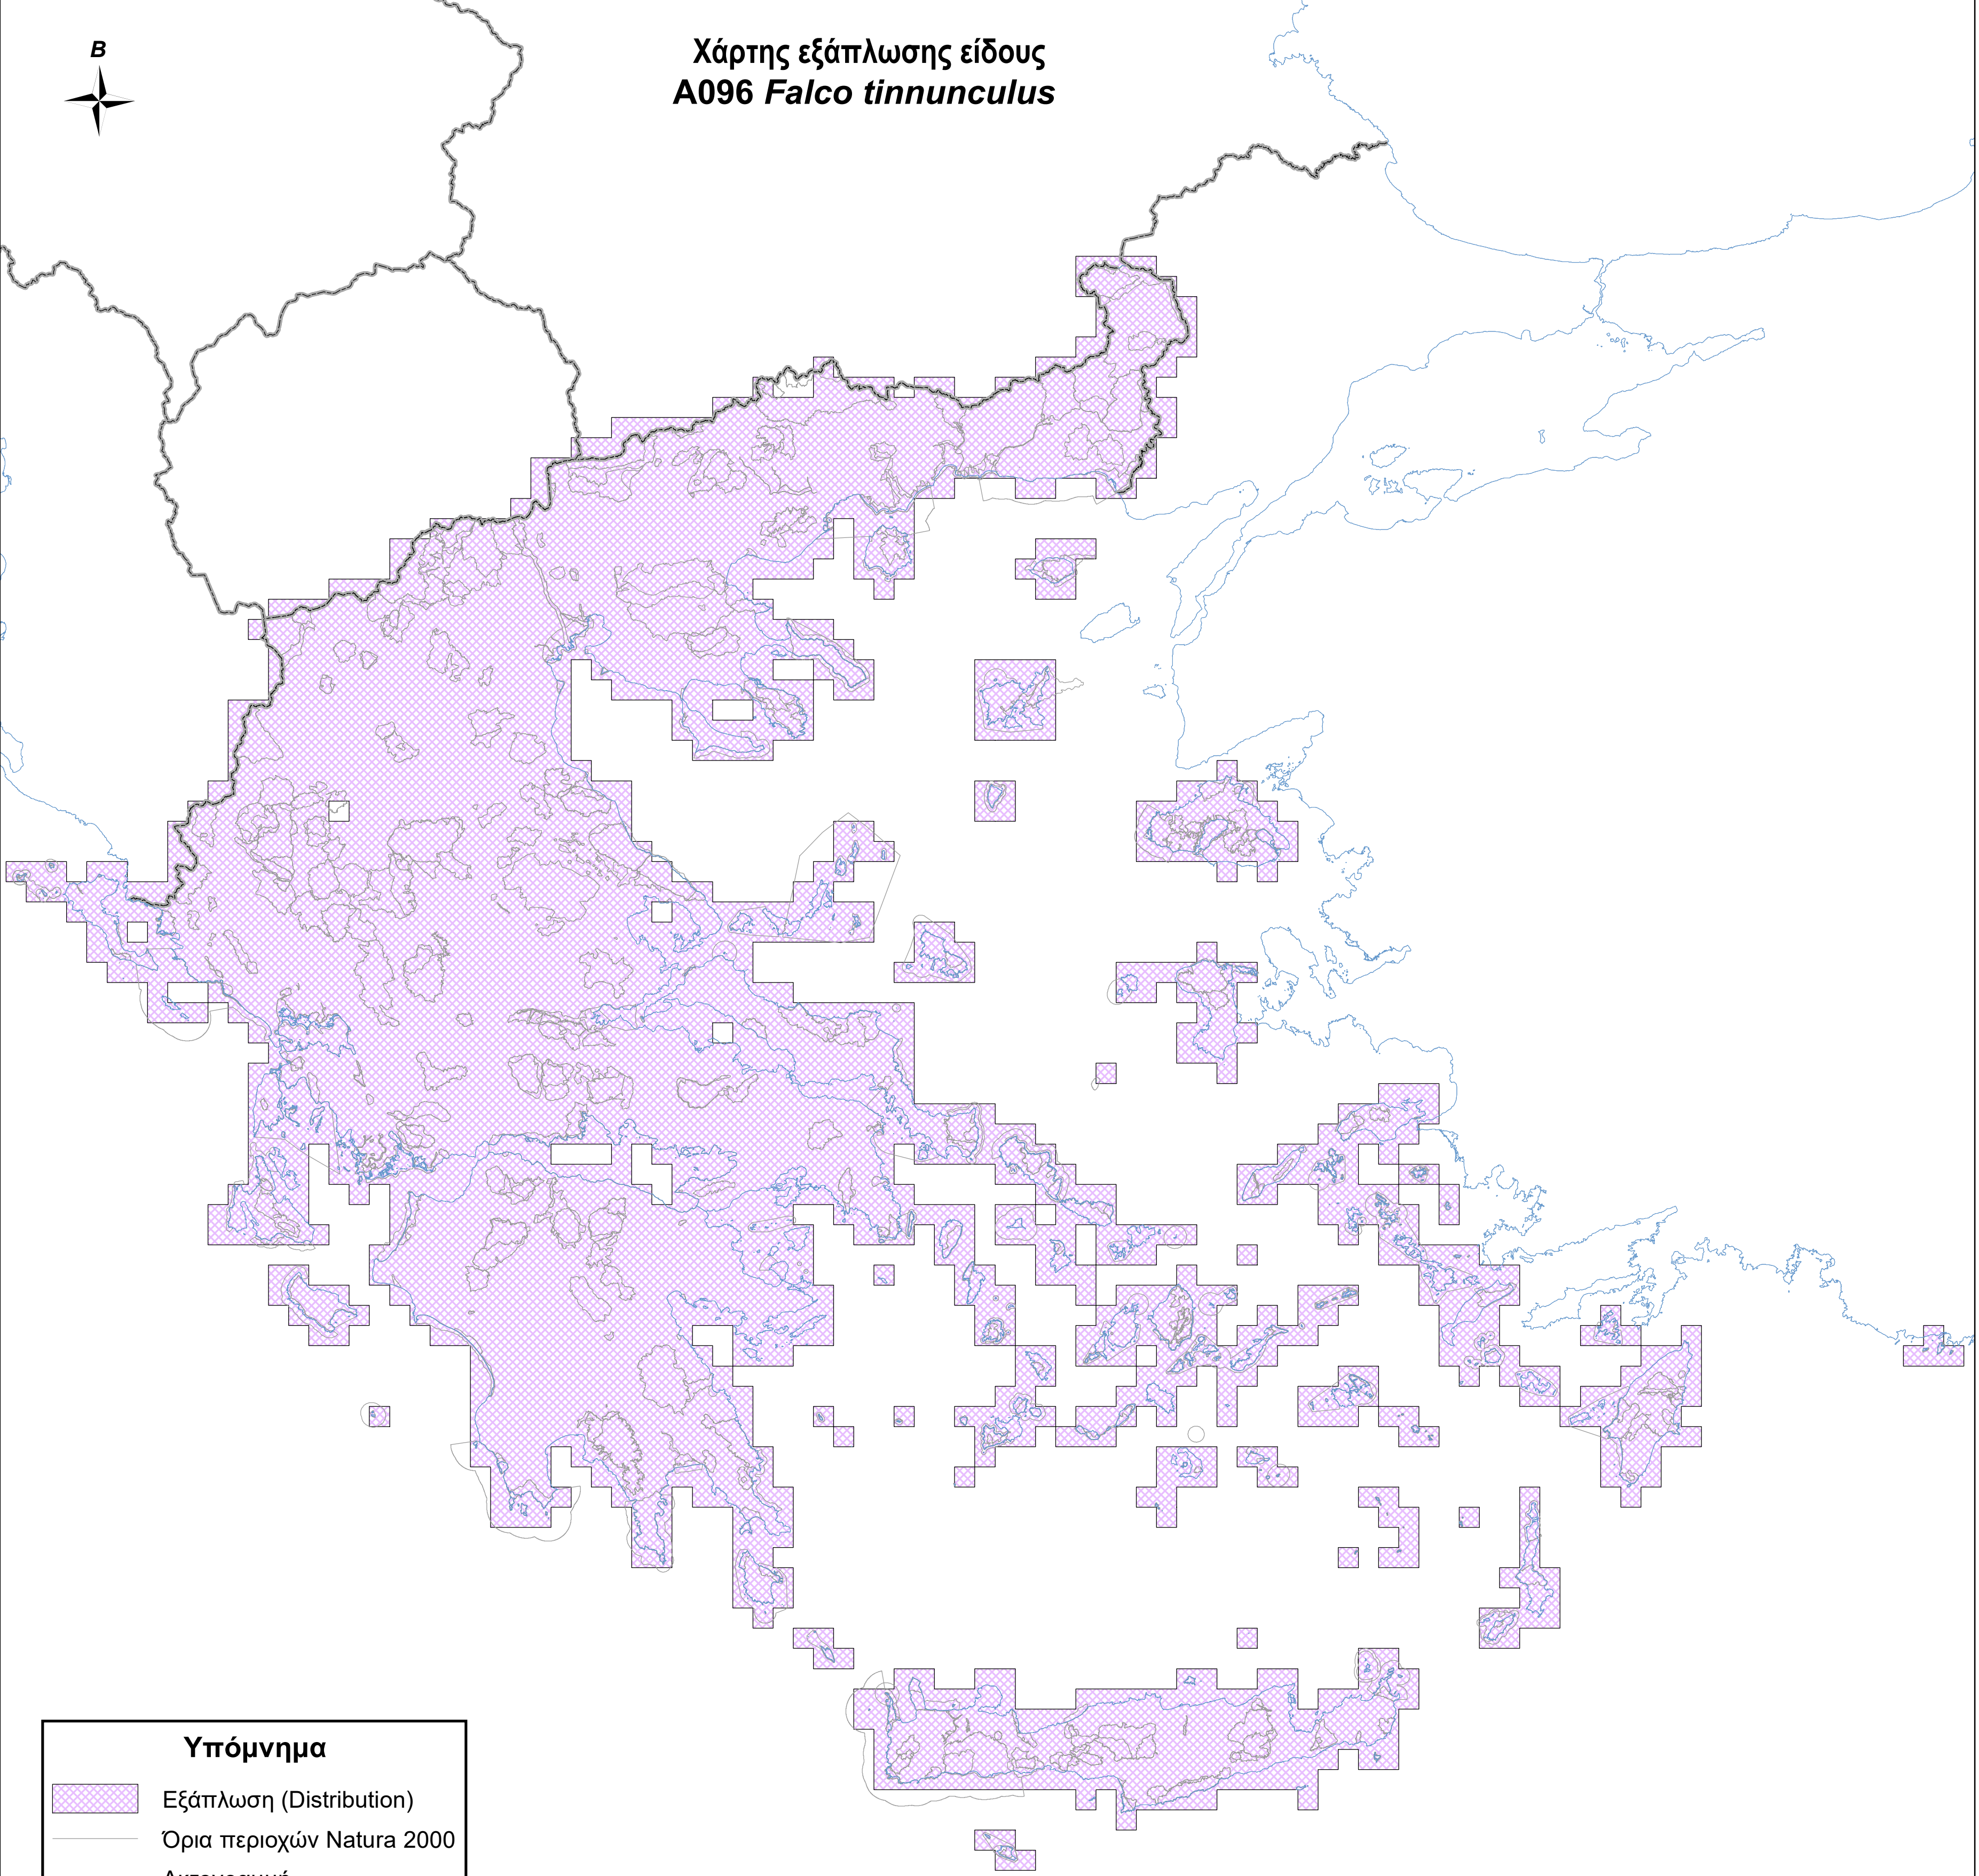 B
Χάρτης εξάπλωσης είδους
A096 Falco tinnunculus
Υπόμνημα
Εξάπλωση (Distribution)
Όρια περιοχών Natura 2000